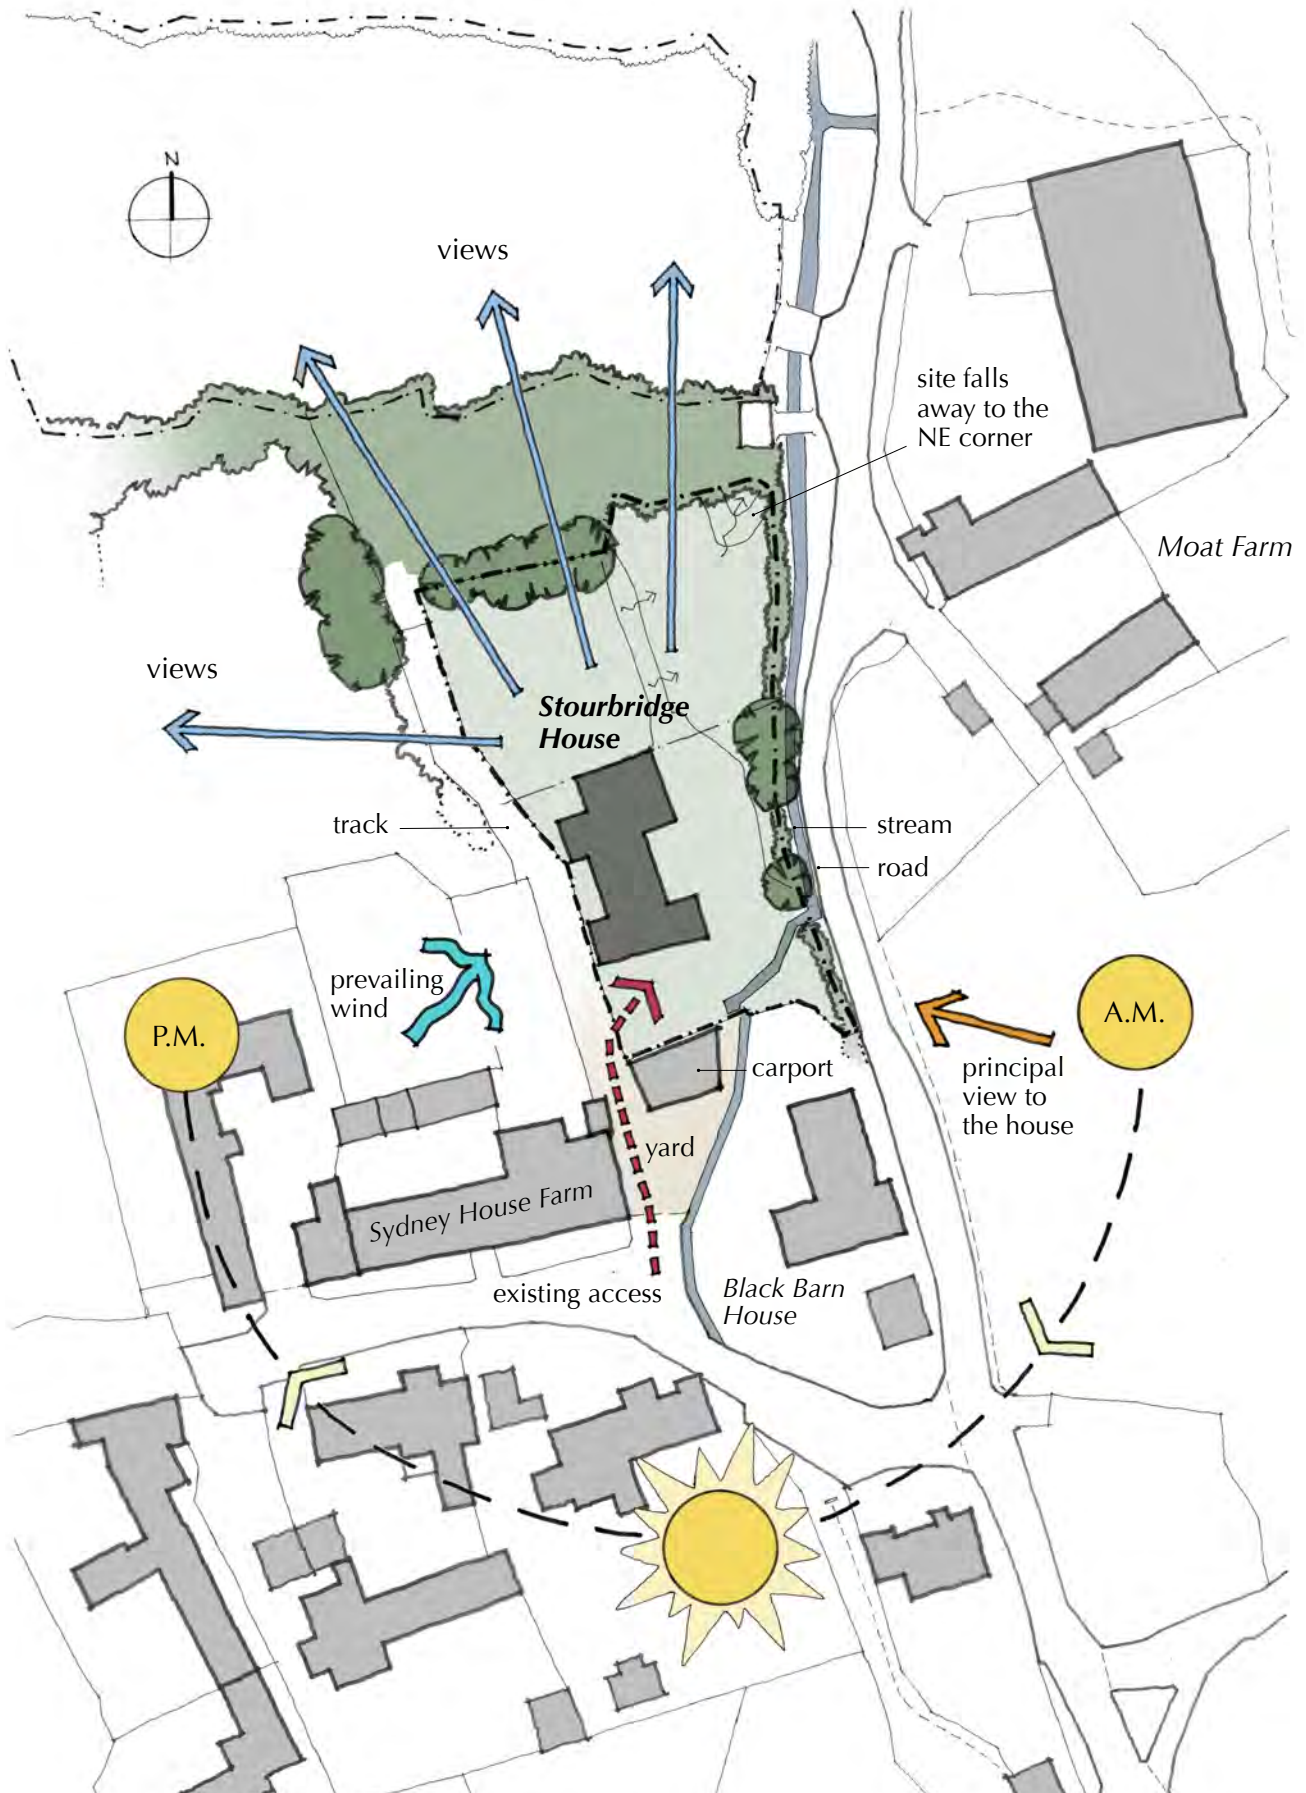 N
views
site falls
away to the
NE corner
Moat Farm
views
Stourbridge
House
track
stream
road
prevailing
wind
P.M.
A.M.
carport
principal
view to
the house
yard
Sydney House Farm
existing access
Black Barn
House